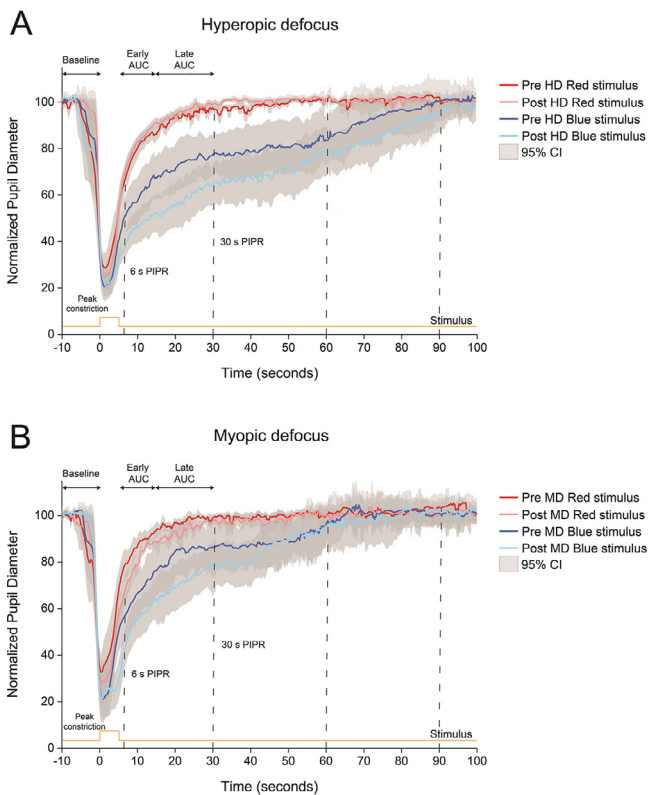 A
Hyperopic defocus
Baseline
Early
AUC
Late
AUC
Pre HD Red stimulus
Post HD Red stimulus
Pre HD Blue stimulus
Post HD Blue stimulus
95% CI
Normalized Pupil Diameter
100
80
60
40
20
0
6 s PIPR
30 s PIPR
Peak
constriction
Stimulus
-10 0 10 20 30 40 50 60 70 80 90 100
Time (seconds)
B
Myopic defocus
Baseline
Early
AUC
Late
AUC
Pre MD Red stimulus
Post MD Red stimulus
Pre MD Blue stimulus
Post MD Blue stimulus
95% CI
Normalized Pupil Diameter
100
80
60
40
20
0
6 s PIPR
30 s PIPR
Peak
constriction
Stimulus
-10 0 10 20 30 40 50 60 70 80 90 100
Time (seconds)